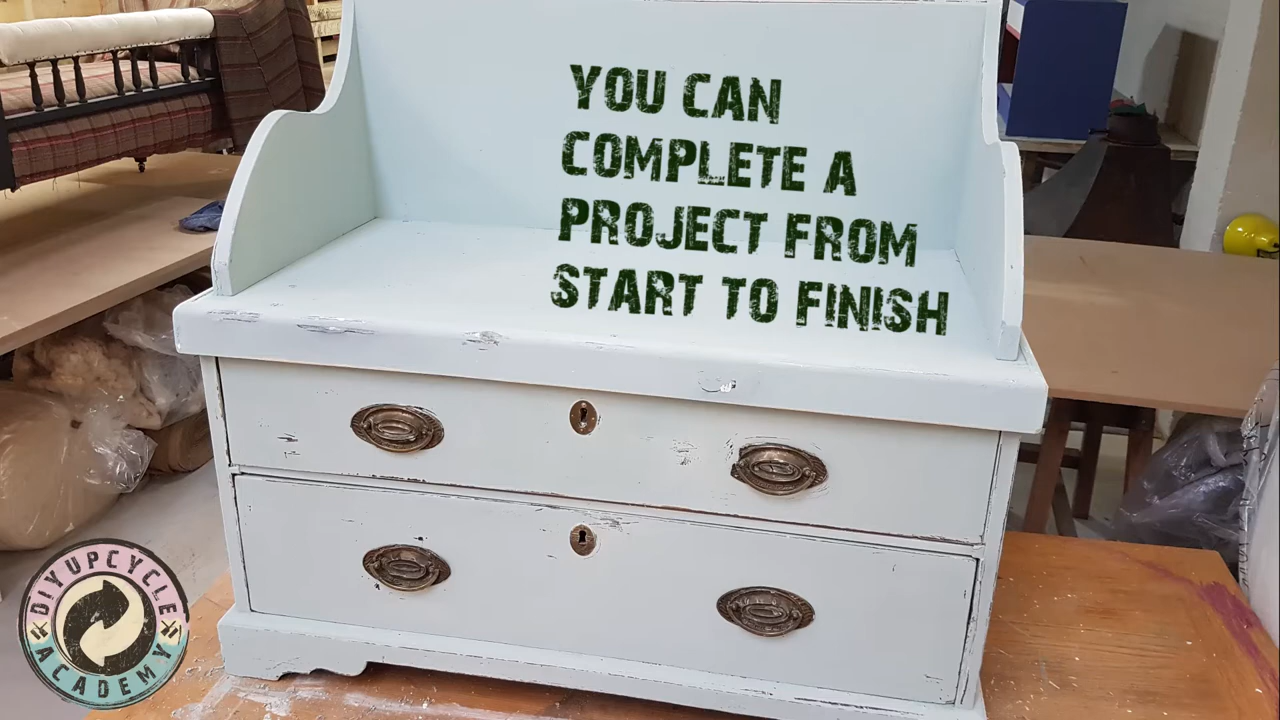 YOU CAN
COMPLETE A
PROJECT FROM
START TO FINISH
DIY UPCYCLE
ACADEMY